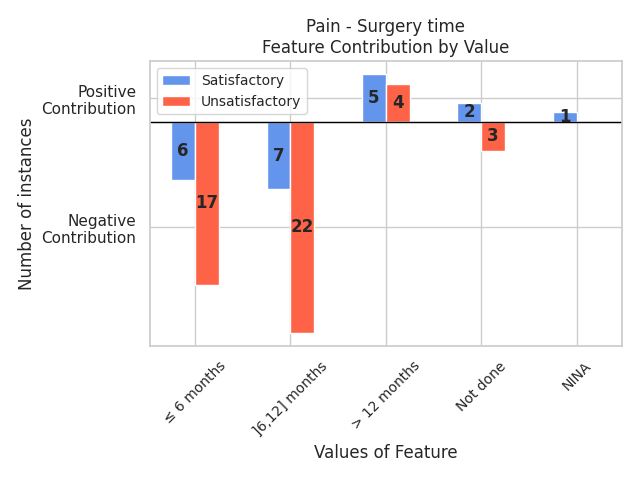 Pain - Surgery time
Feature Contribution by Value
Satisfactory
Unsatisfactory
Positive
Contribution
Negative
Contribution
Number of instances
6
17
7
22
5
4
2
3
1
≤ 6 months
]6,12] months
> 12 months
Not done
NINA
Values of Feature